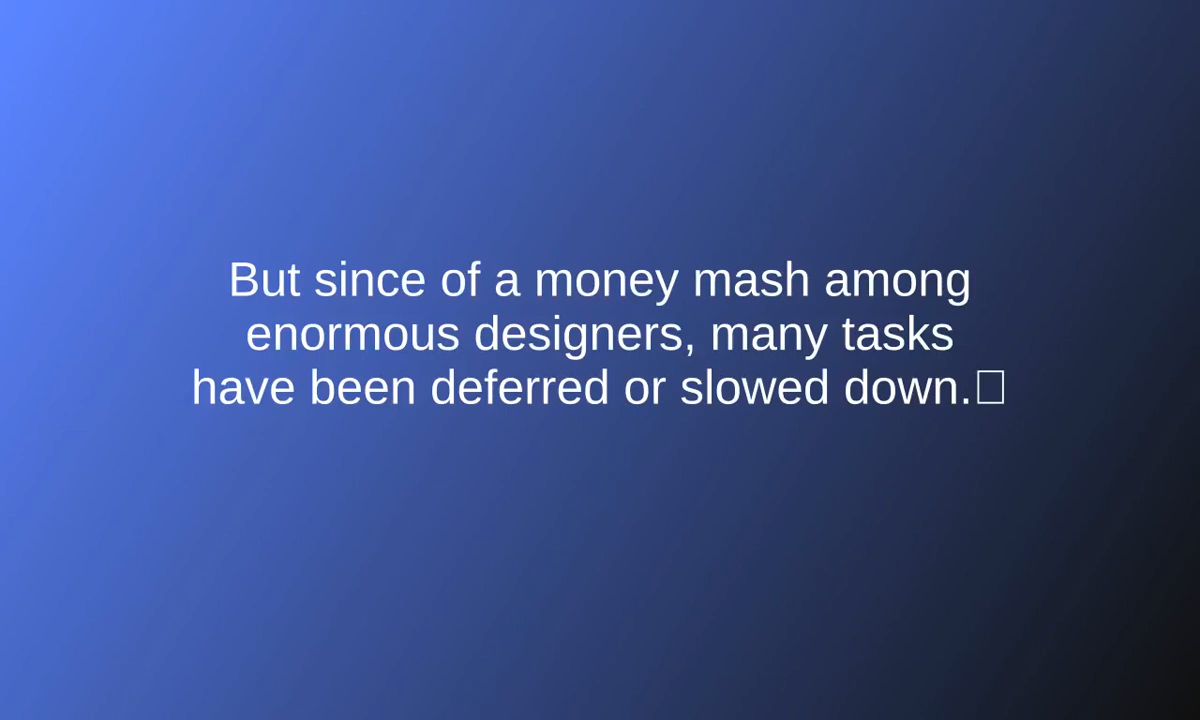 But since of a money mash among
enormous designers, many tasks
have been deferred or slowed down.